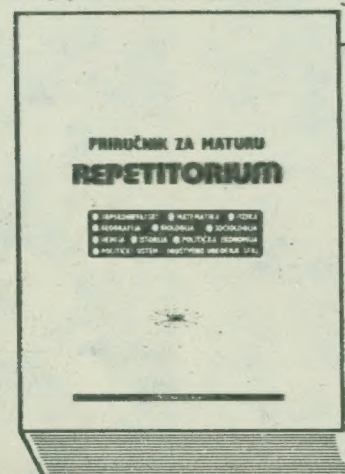 PRIRUČNIK ZA MATURU
REPETITORIUM
● MATEMATIKA ● FIZIKA
● GEOGRAFIJA ● BIOLOGIJA ● SOCIOLOGIJA
● HEMIJA ● ISTORIJA ● POLITIČKA EKONOMIJA
● POLITIČKI SISTEM